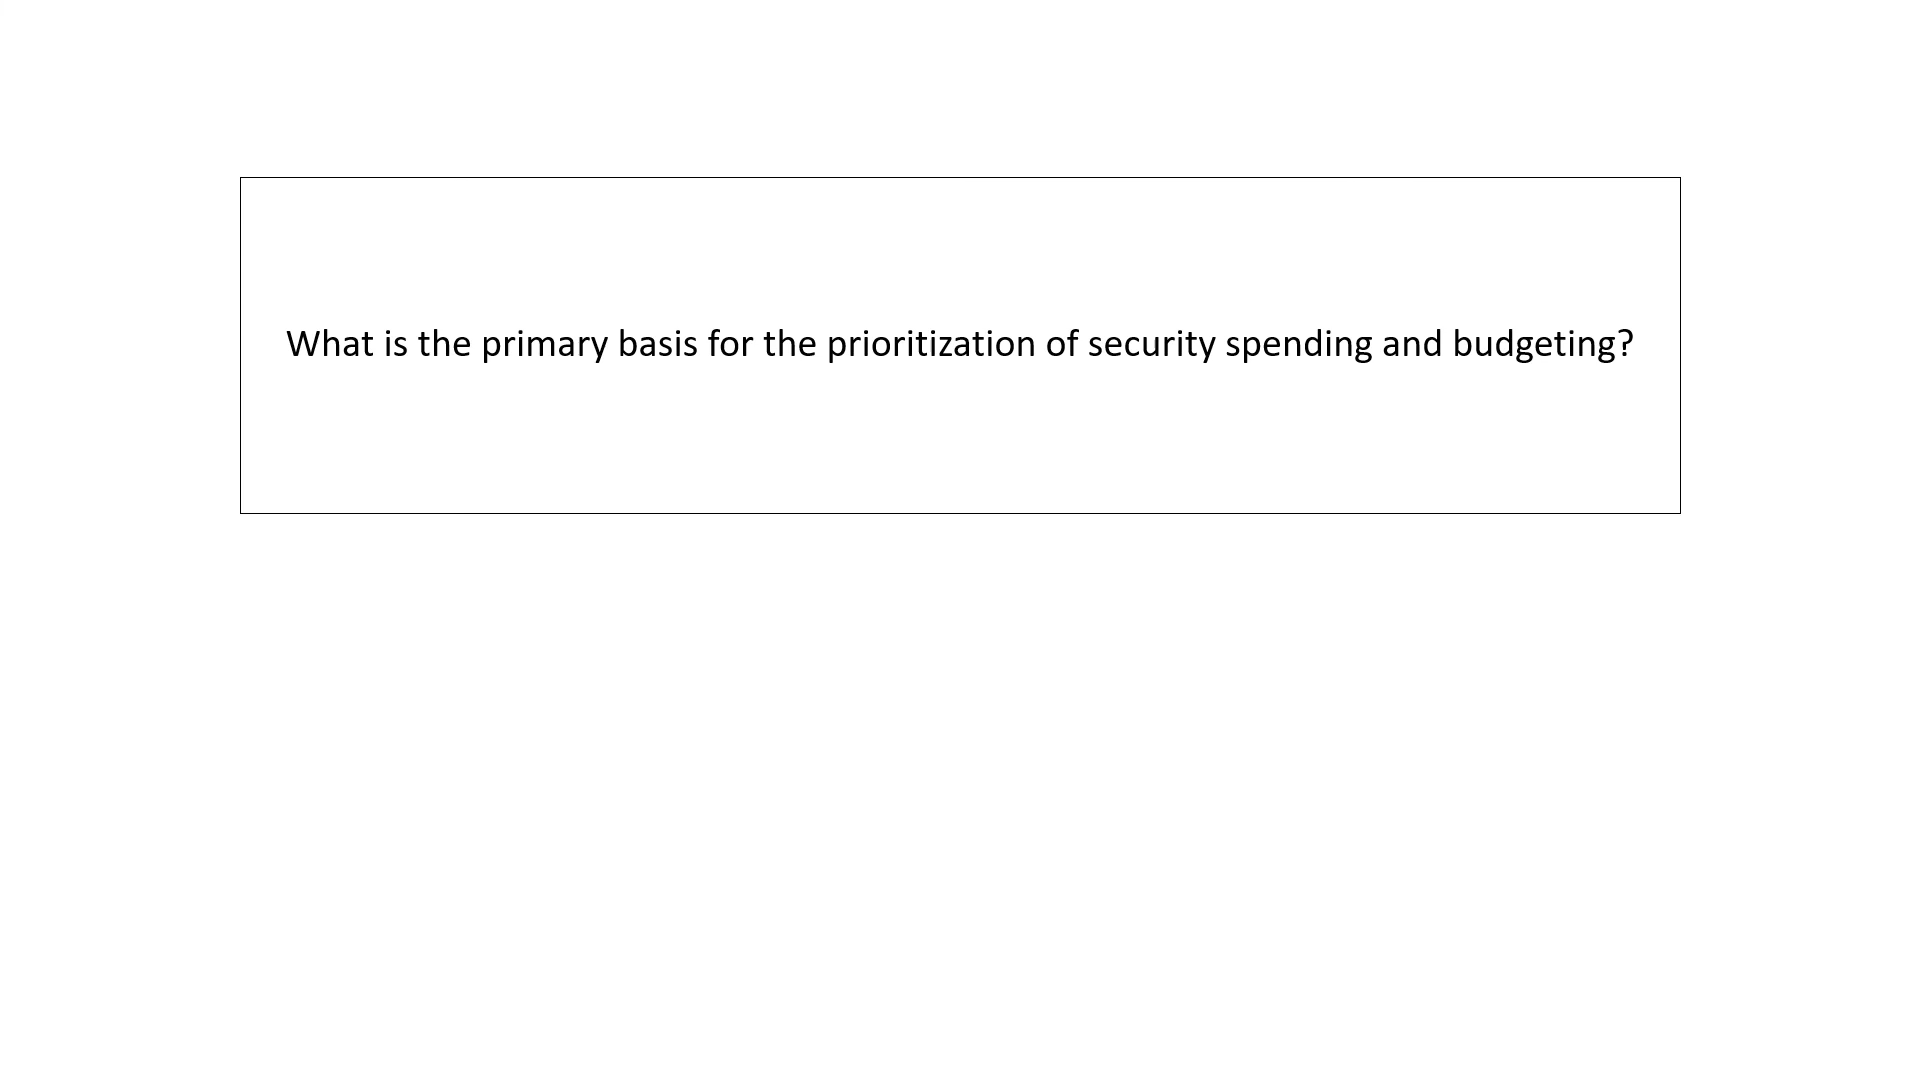 What is the primary basis for the prioritization of security spending and budgeting?